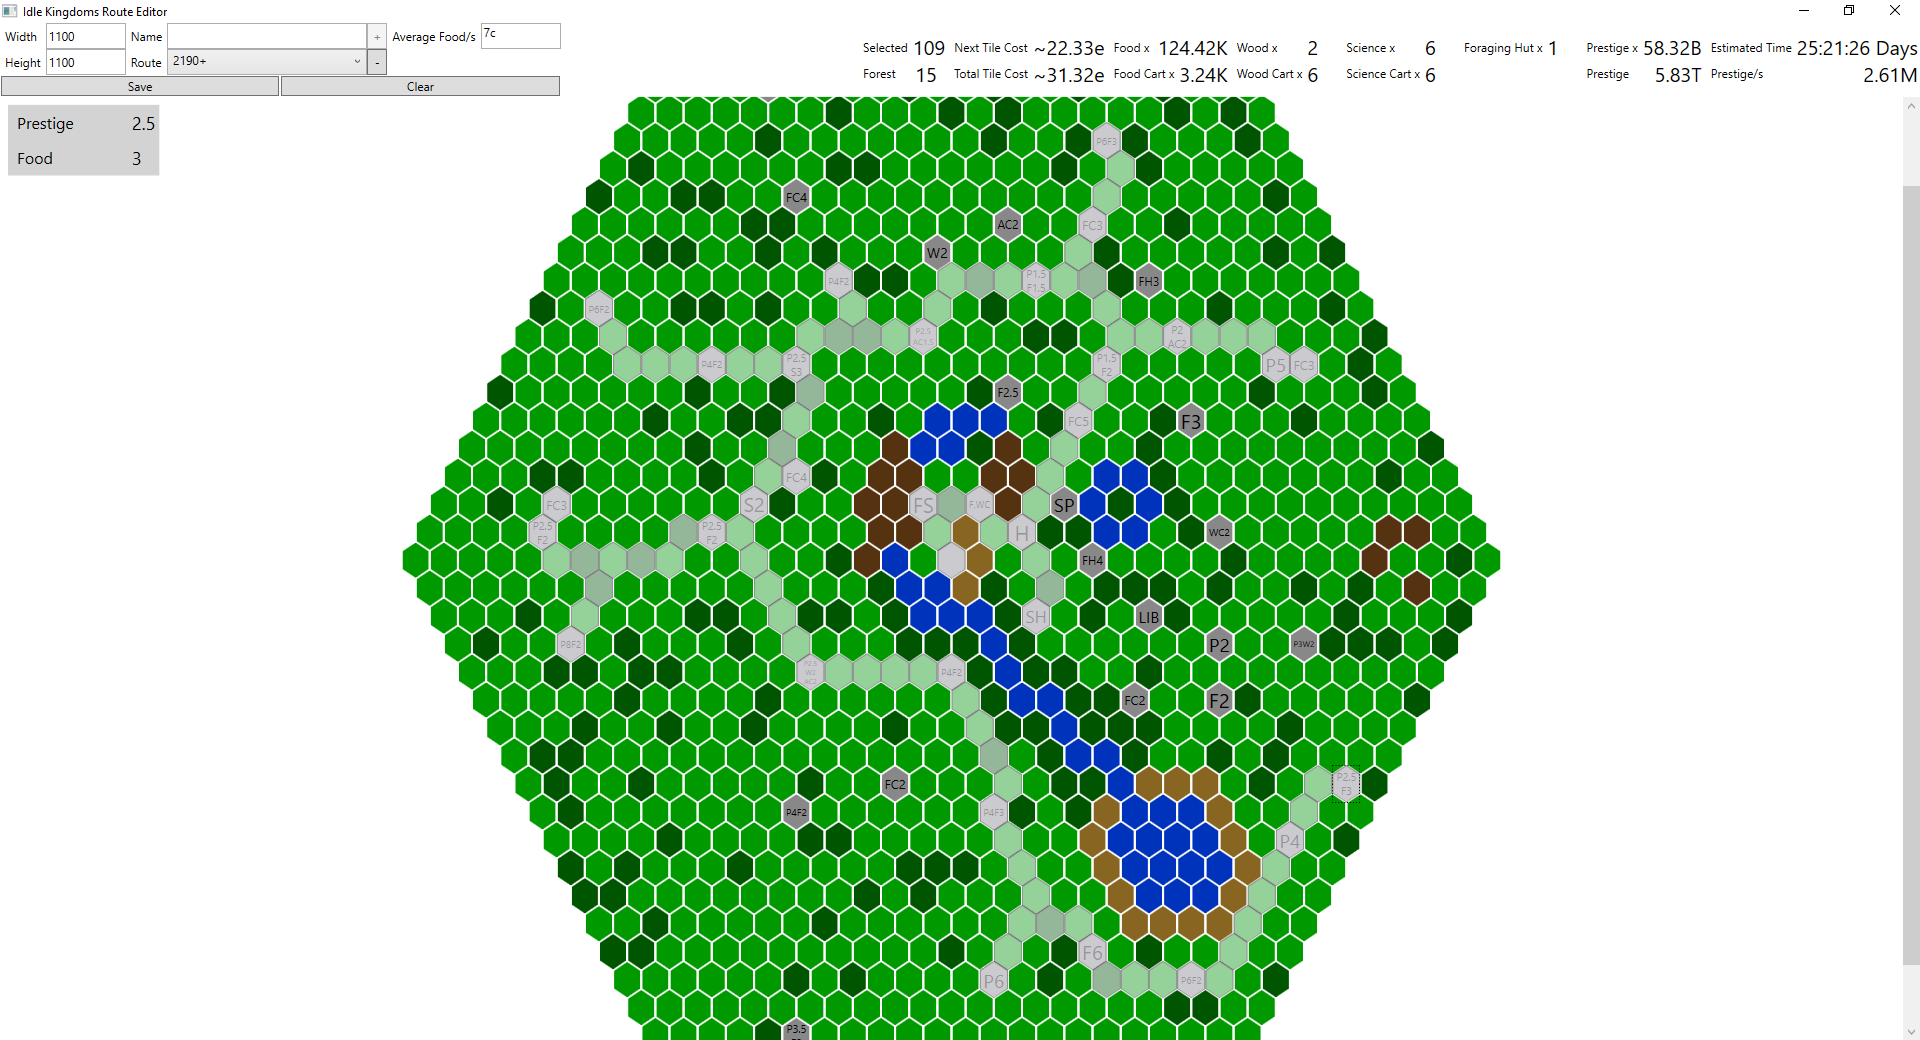 Idle Kingdoms Route Editor
Width 1100 Name + Average Food/s 7c
Height 1100 Route 2190+ -
Save Clear
Selected 109 Next Tile Cost ~22.33e Food x 124.42K Wood x 2 Science x 6 Foraging Hut x 1 Prestige x 58.32B Estimated Time 25:21:26 Days
Forest 15 Total Tile Cost ~31.32e Food Cart x 3.24K Wood Cart x 6 Science Cart x 6 Prestige 5.83T Prestige/s 2.61M
Prestige 2.5
Food 3
P6F3
FC4
AC2 FC3
W2
P4F2 P1.5 F1.5 FH3
P6F2
P2.5 AC1.5 P2 AC2
P4F2 P2.5 S3 P1.5 F2 P5 FC3
F2.5
FC5 F3
FC4
FC3 S2 FS F,WC SP
P2.5 F2 P2.5 F2 H WC2
FH4
SH LIB
P8F2 P2 P3W2
P2.5 W2 AC2 P4F2
FC2 F2
FC2 P2.5 F3
P4F2 P4F3
P4
F6
P6 P6F2
P3.5